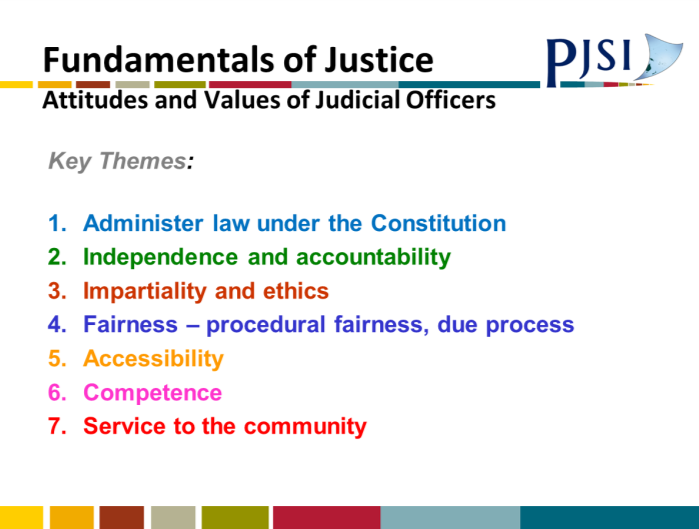 Fundamentals of Justice
PJSI
Attitudes and Values of Judicial Officers
Key Themes:
1. Administer law under the Constitution
2. Independence and accountability
3. Impartiality and ethics
4. Fairness – procedural fairness, due process
5. Accessibility
6. Competence
7. Service to the community